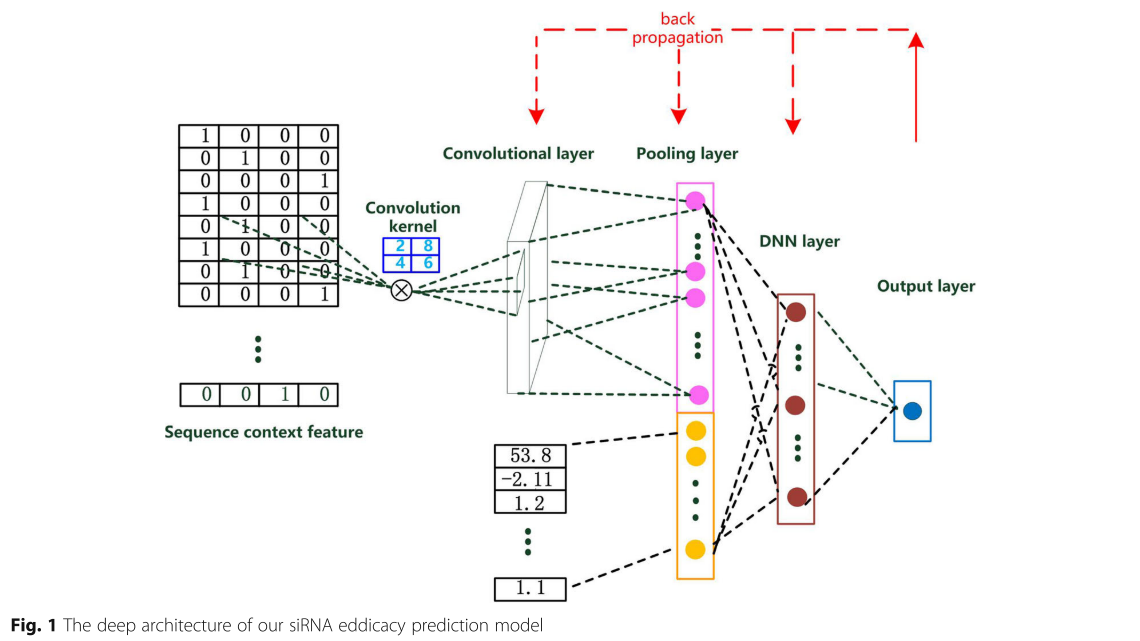 back
propagation
Convolutional layer
Pooling layer
1 0 0 0
0 1 0 0
0 0 0 1
1 0 0 0
0 1 0 0
1 0 0 0
0 1 0 0
0 0 0 1
Convolution
kernel
2 8
4 6
DNN layer
Output layer
0 0 1 0
Sequence context feature
53.8
-2.11
1.2
1.1
Fig. 1 The deep architecture of our siRNA eddicacy prediction model